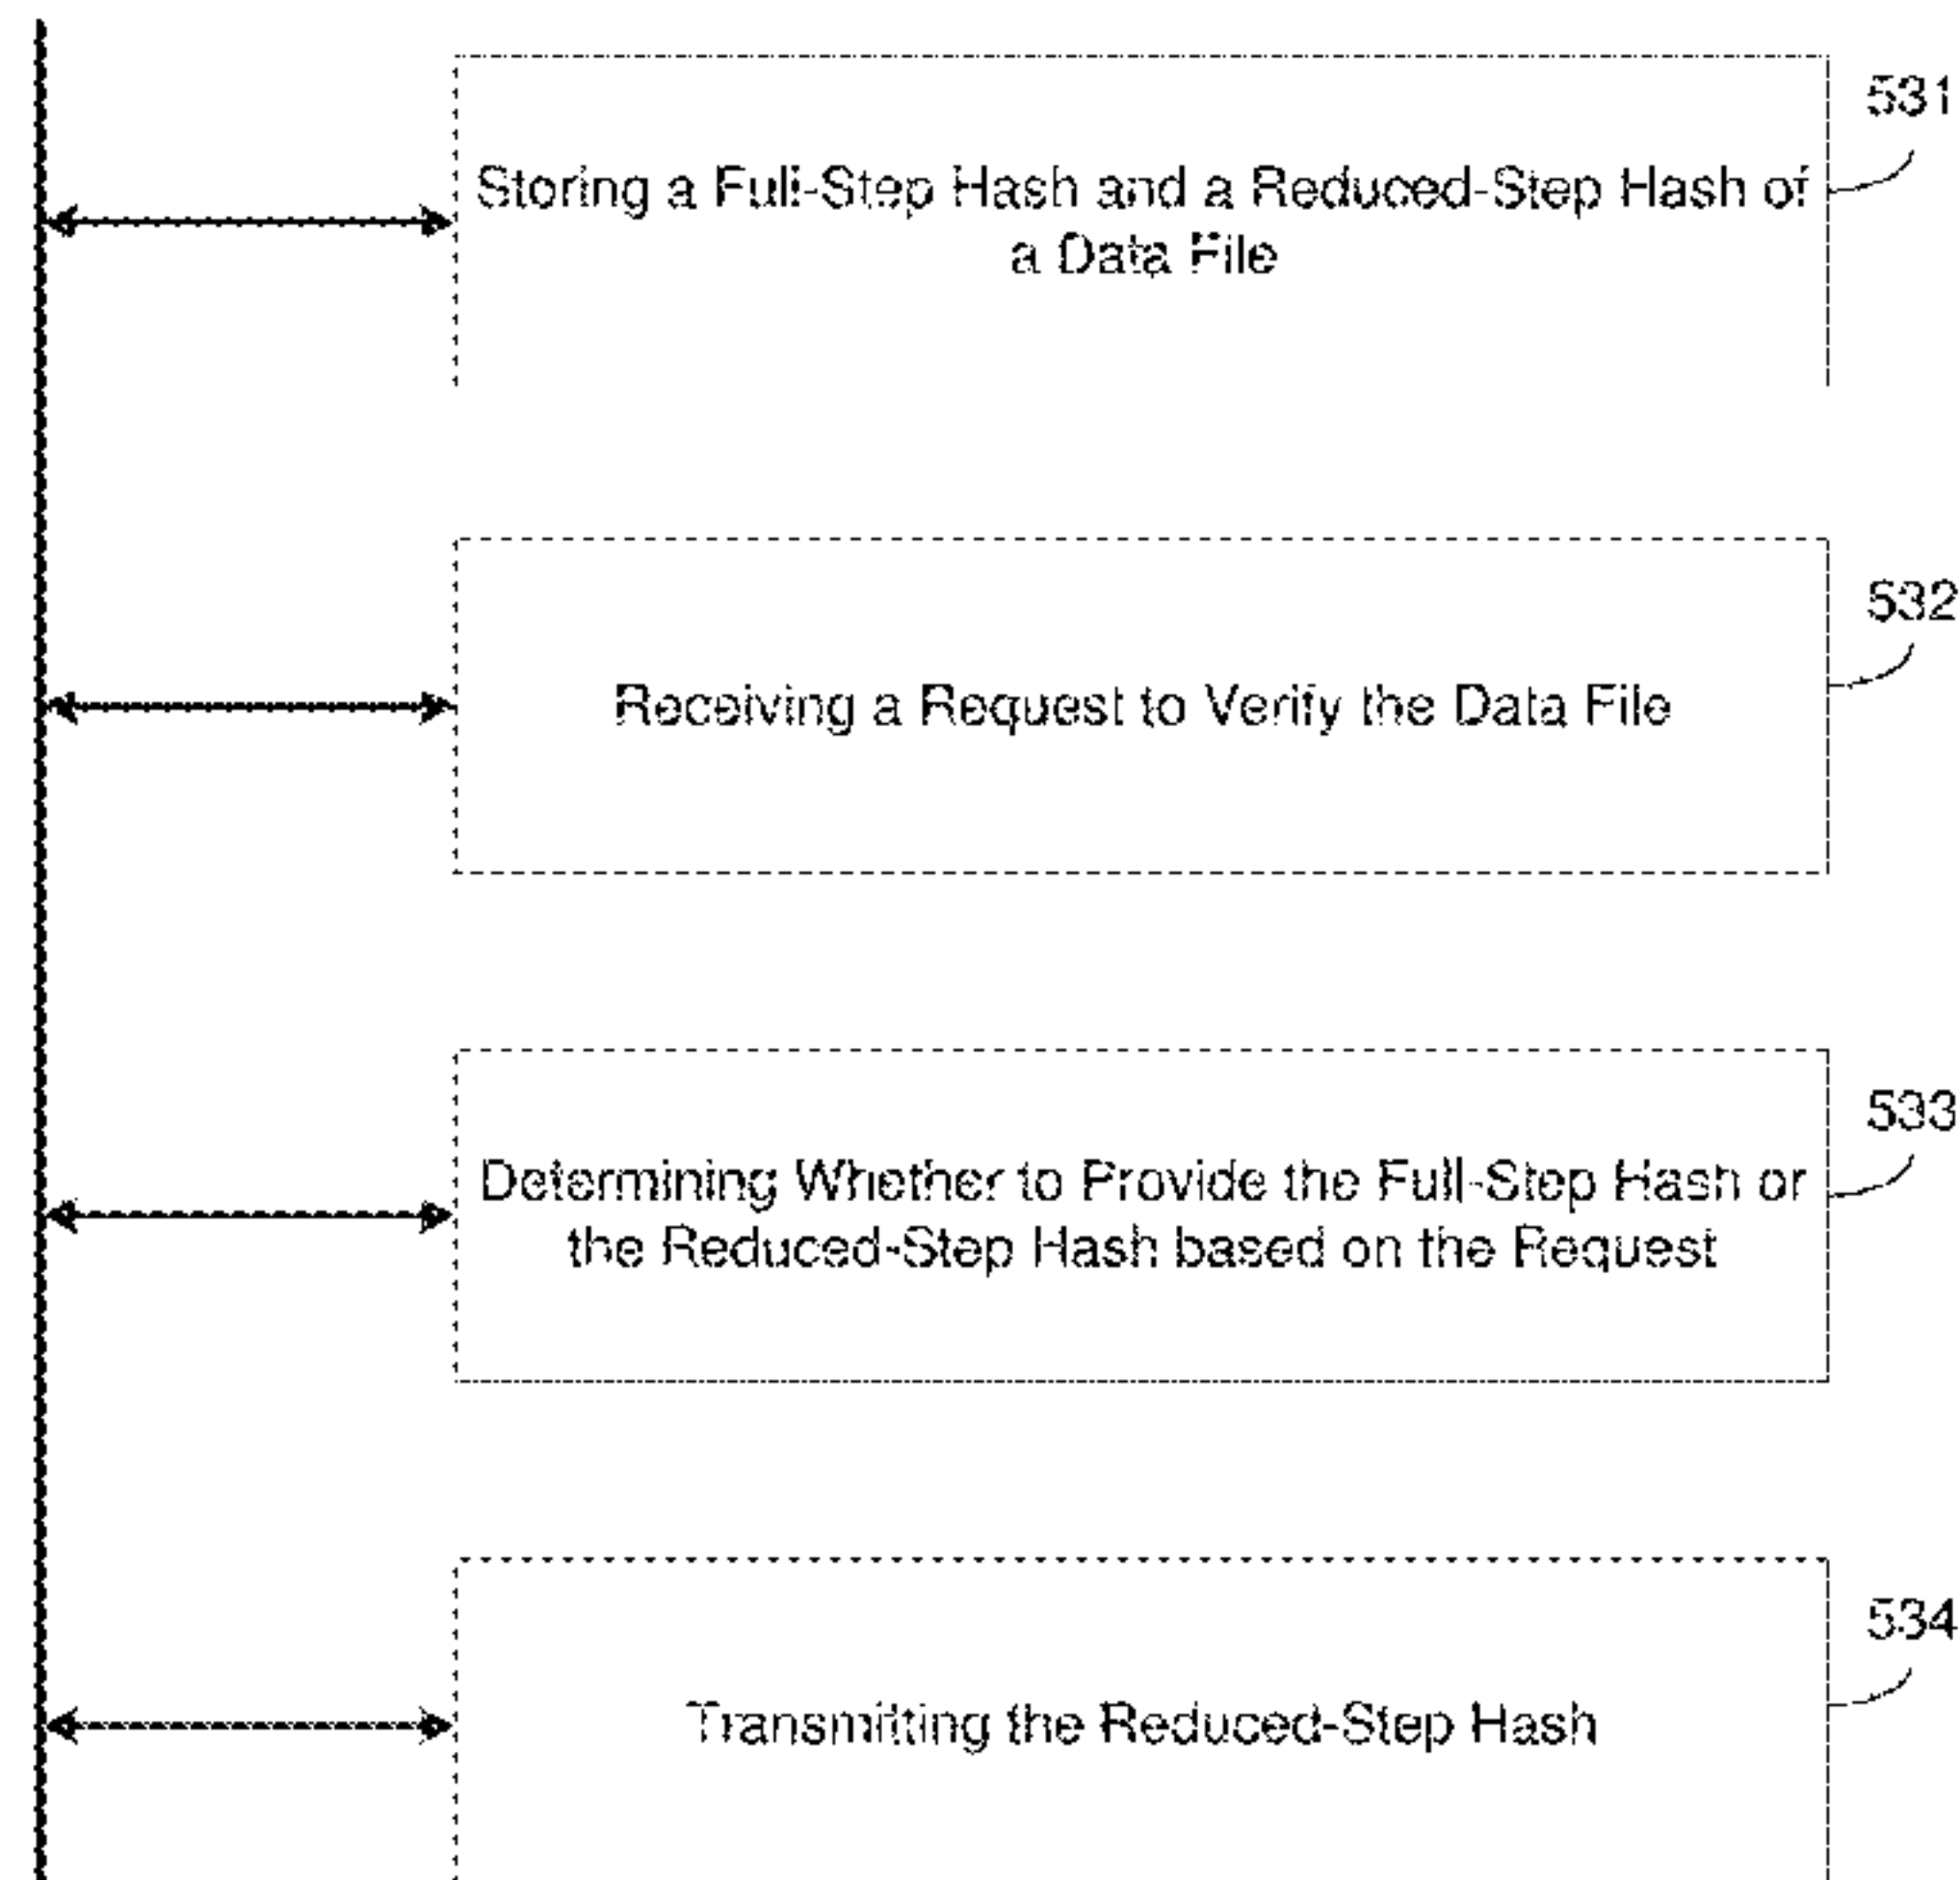 531
Storing a Full-Step Hash and a Reduced-Step Hash of
a Data File
532
Receiving a Request to Verify the Data File
533
Determining Whether to Provide the Full-Step Hash or
the Reduced-Step Hash based on the Request
534
Transmitting the Reduced-Step Hash